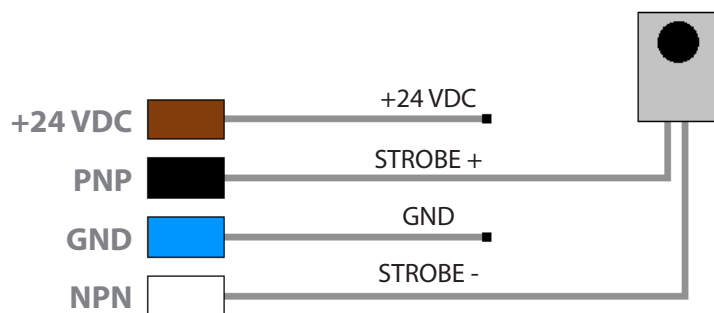 +24 VDC +24 VDC
PNP STROBE +
GND GND
NPN STROBE -